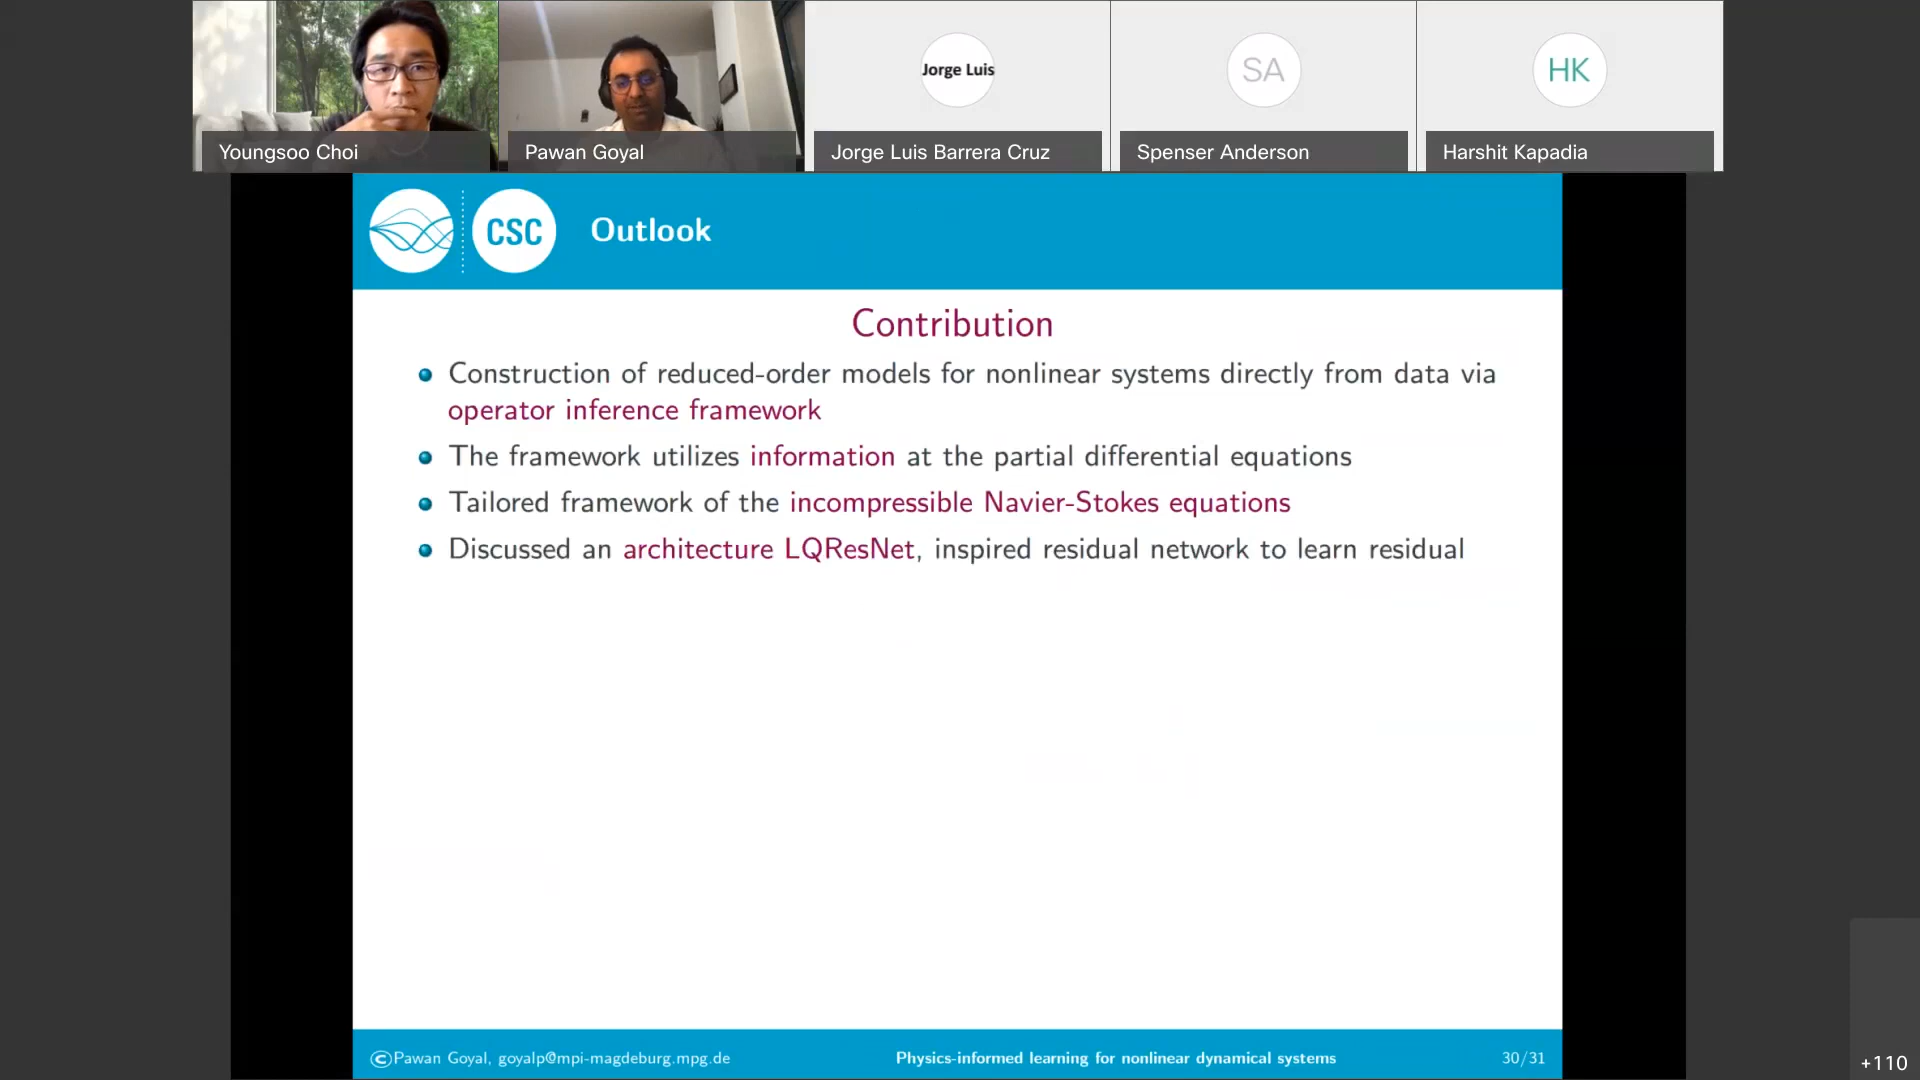 Jorge Luis
SA
HK
Youngsoo Choi
Pawan Goyal
Jorge Luis Barrera Cruz
Spenser Anderson
Harshit Kapadia
CSC
Outlook
Contribution
Construction of reduced-order models for nonlinear systems directly from data via
operator inference framework
The framework utilizes information at the partial differential equations
Tailored framework of the incompressible Navier-Stokes equations
Discussed an architecture LQResNet, inspired residual network to learn residual
©Pawan Goyal, goyalp@mpi-magdeburg.mpg.de
Physics-informed learning for nonlinear dynamical systems
30/31
+110